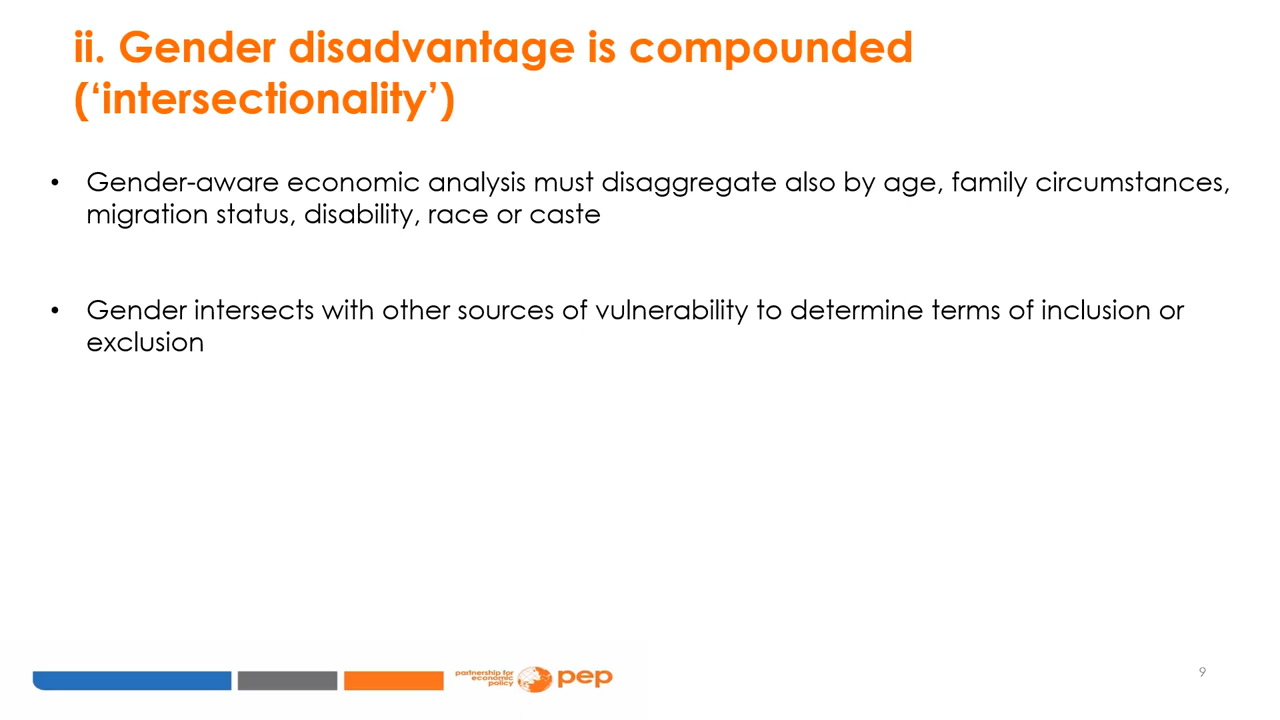 ii. Gender disadvantage is compounded
(‘intersectionality’)
• Gender-aware economic analysis must disaggregate also by age, family circumstances,
migration status, disability, race or caste
• Gender intersects with other sources of vulnerability to determine terms of inclusion or
exclusion
partnership for
economic
policy
pep
9